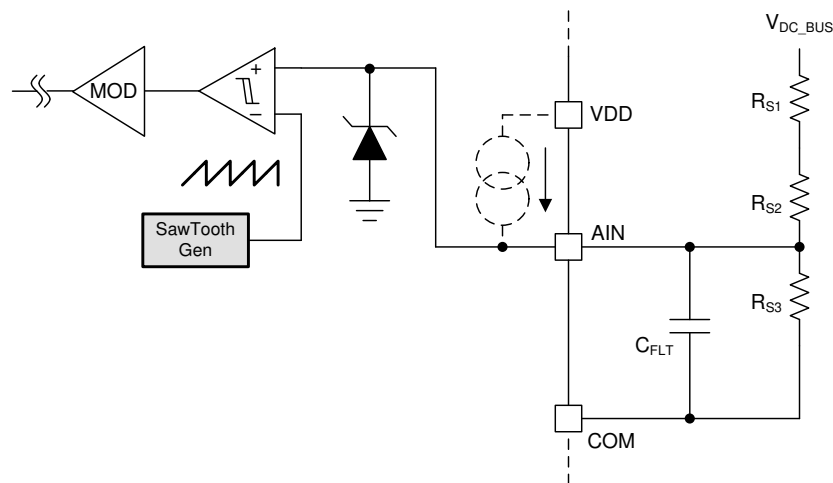 V_DC_BUS
MOD
+
−
R_S1
VDD
SawTooth
Gen
R_S2
AIN
R_S3
C_FLT
COM